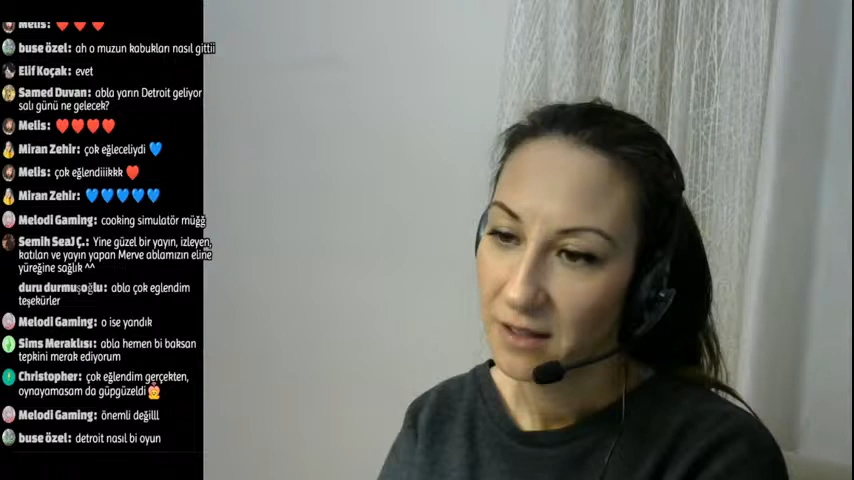 Melis: ❤️ ❤️ ❤️
buse özel: ah o muzun kabukları nasıl gittii
Elif Koçak: evet
Samed Duvan: abla yarın Detroit geliyor
salı günü ne gelecek?
Melis: ❤️❤️❤️❤️
Miran Zehir: çok eğleceliydi 💙
Melis: çok eğlendiiikkk ❤️
Miran Zehir: 💙💙💙💙💙
Melodi Gaming: cooking simulatör müğğ
Semih SeaJ Ç.: Yine güzel bir yayın, izleyen,
katılan ve yayın yapan Merve ablamızın eline
yüreğine sağlık ^^
duru durmuşoğlu: abla çok eglendim
teşekürler
Melodi Gaming: o ise yandık
Sims Meraklısı: abla hemen bi baksan
tepkini merak ediyorum
Christopher: çok eğlendim gerçekten,
oynayamasam da güpgüzeldi
Melodi Gaming: önemli değilll
buse özel: detroit nasıl bi oyun